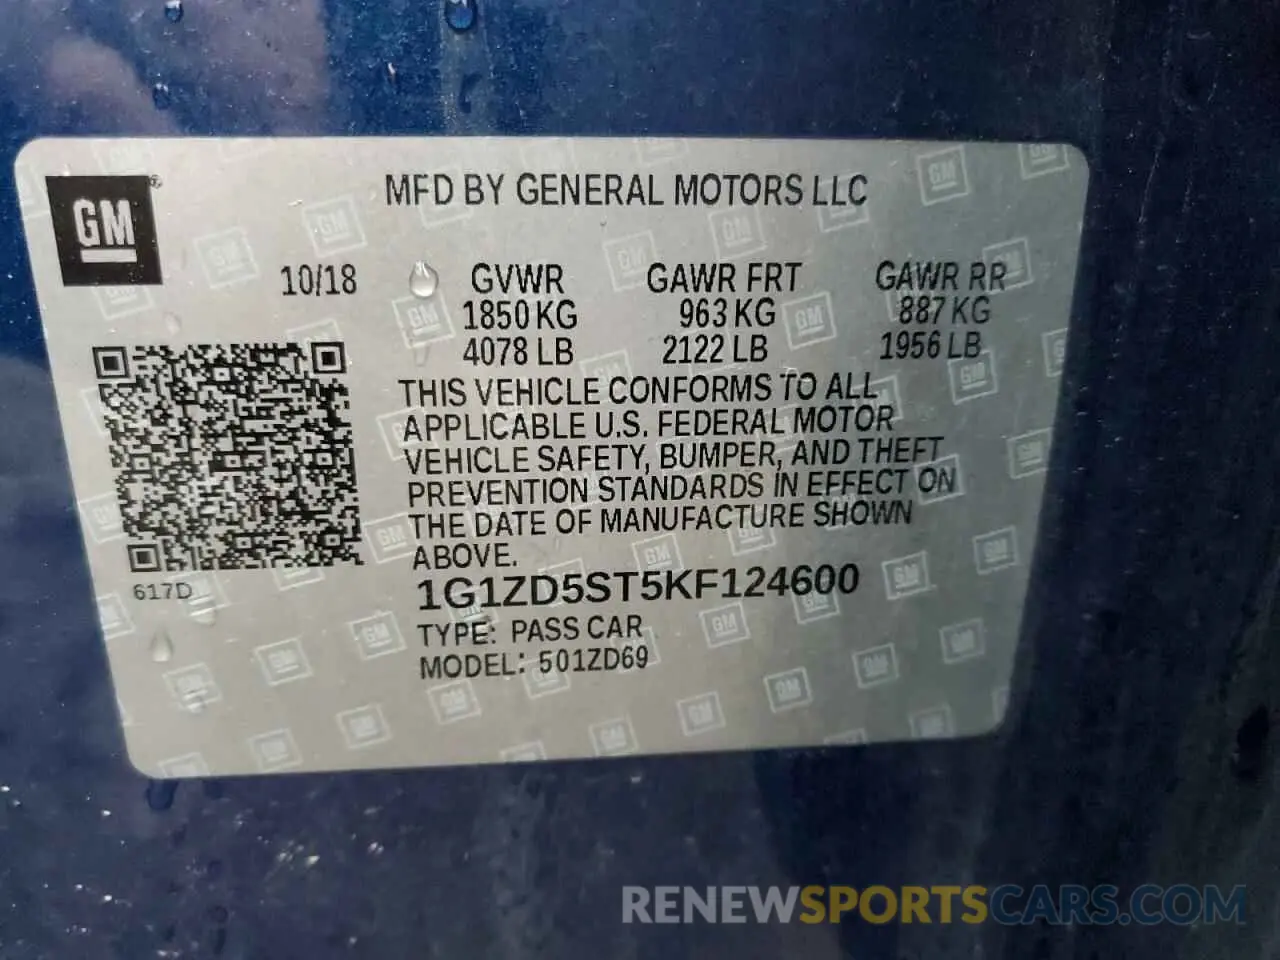 MFD BY GENERAL MOTORS LLC
GM®
10/18
GVWR GAWR FRT GAWR RR
1850 KG 963 KG 887 KG
4078 LB 2122 LB 1956 LB
THIS VEHICLE CONFORMS TO ALL
APPLICABLE U.S. FEDERAL MOTOR
VEHICLE SAFETY, BUMPER, AND THEFT
PREVENTION STANDARDS IN EFFECT ON
THE DATE OF MANUFACTURE SHOWN
ABOVE.
617D
1G1ZD5ST5KF124600
TYPE: PASS CAR
MODEL: 501ZD69
RENEWSPORTSCARS.COM